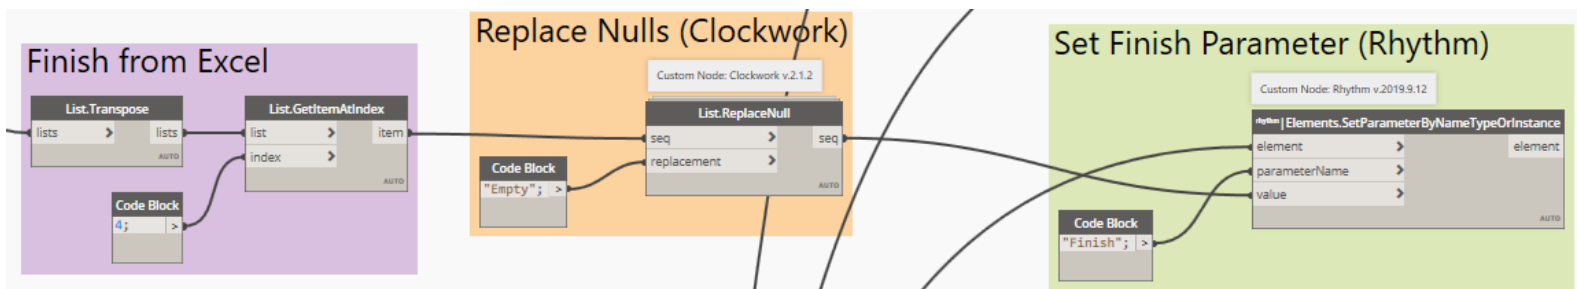 Finish from Excel
List.Transpose
lists > lists
AUTO
List.GetItemAtIndex
list > item
index >
AUTO
Code Block
4; >
Replace Nulls (Clockwork)
Custom Node: Clockwork v.2.1.2
List.ReplaceNull
seq > seq
replacement >
AUTO
Code Block
"Empty"; >
Set Finish Parameter (Rhythm)
Custom Node: Rhythm v.2019.9.12
rhythm|Elements.SetParameterByNameTypeOrInstance
element > element
parameterName >
value >
AUTO
Code Block
"Finish"; >